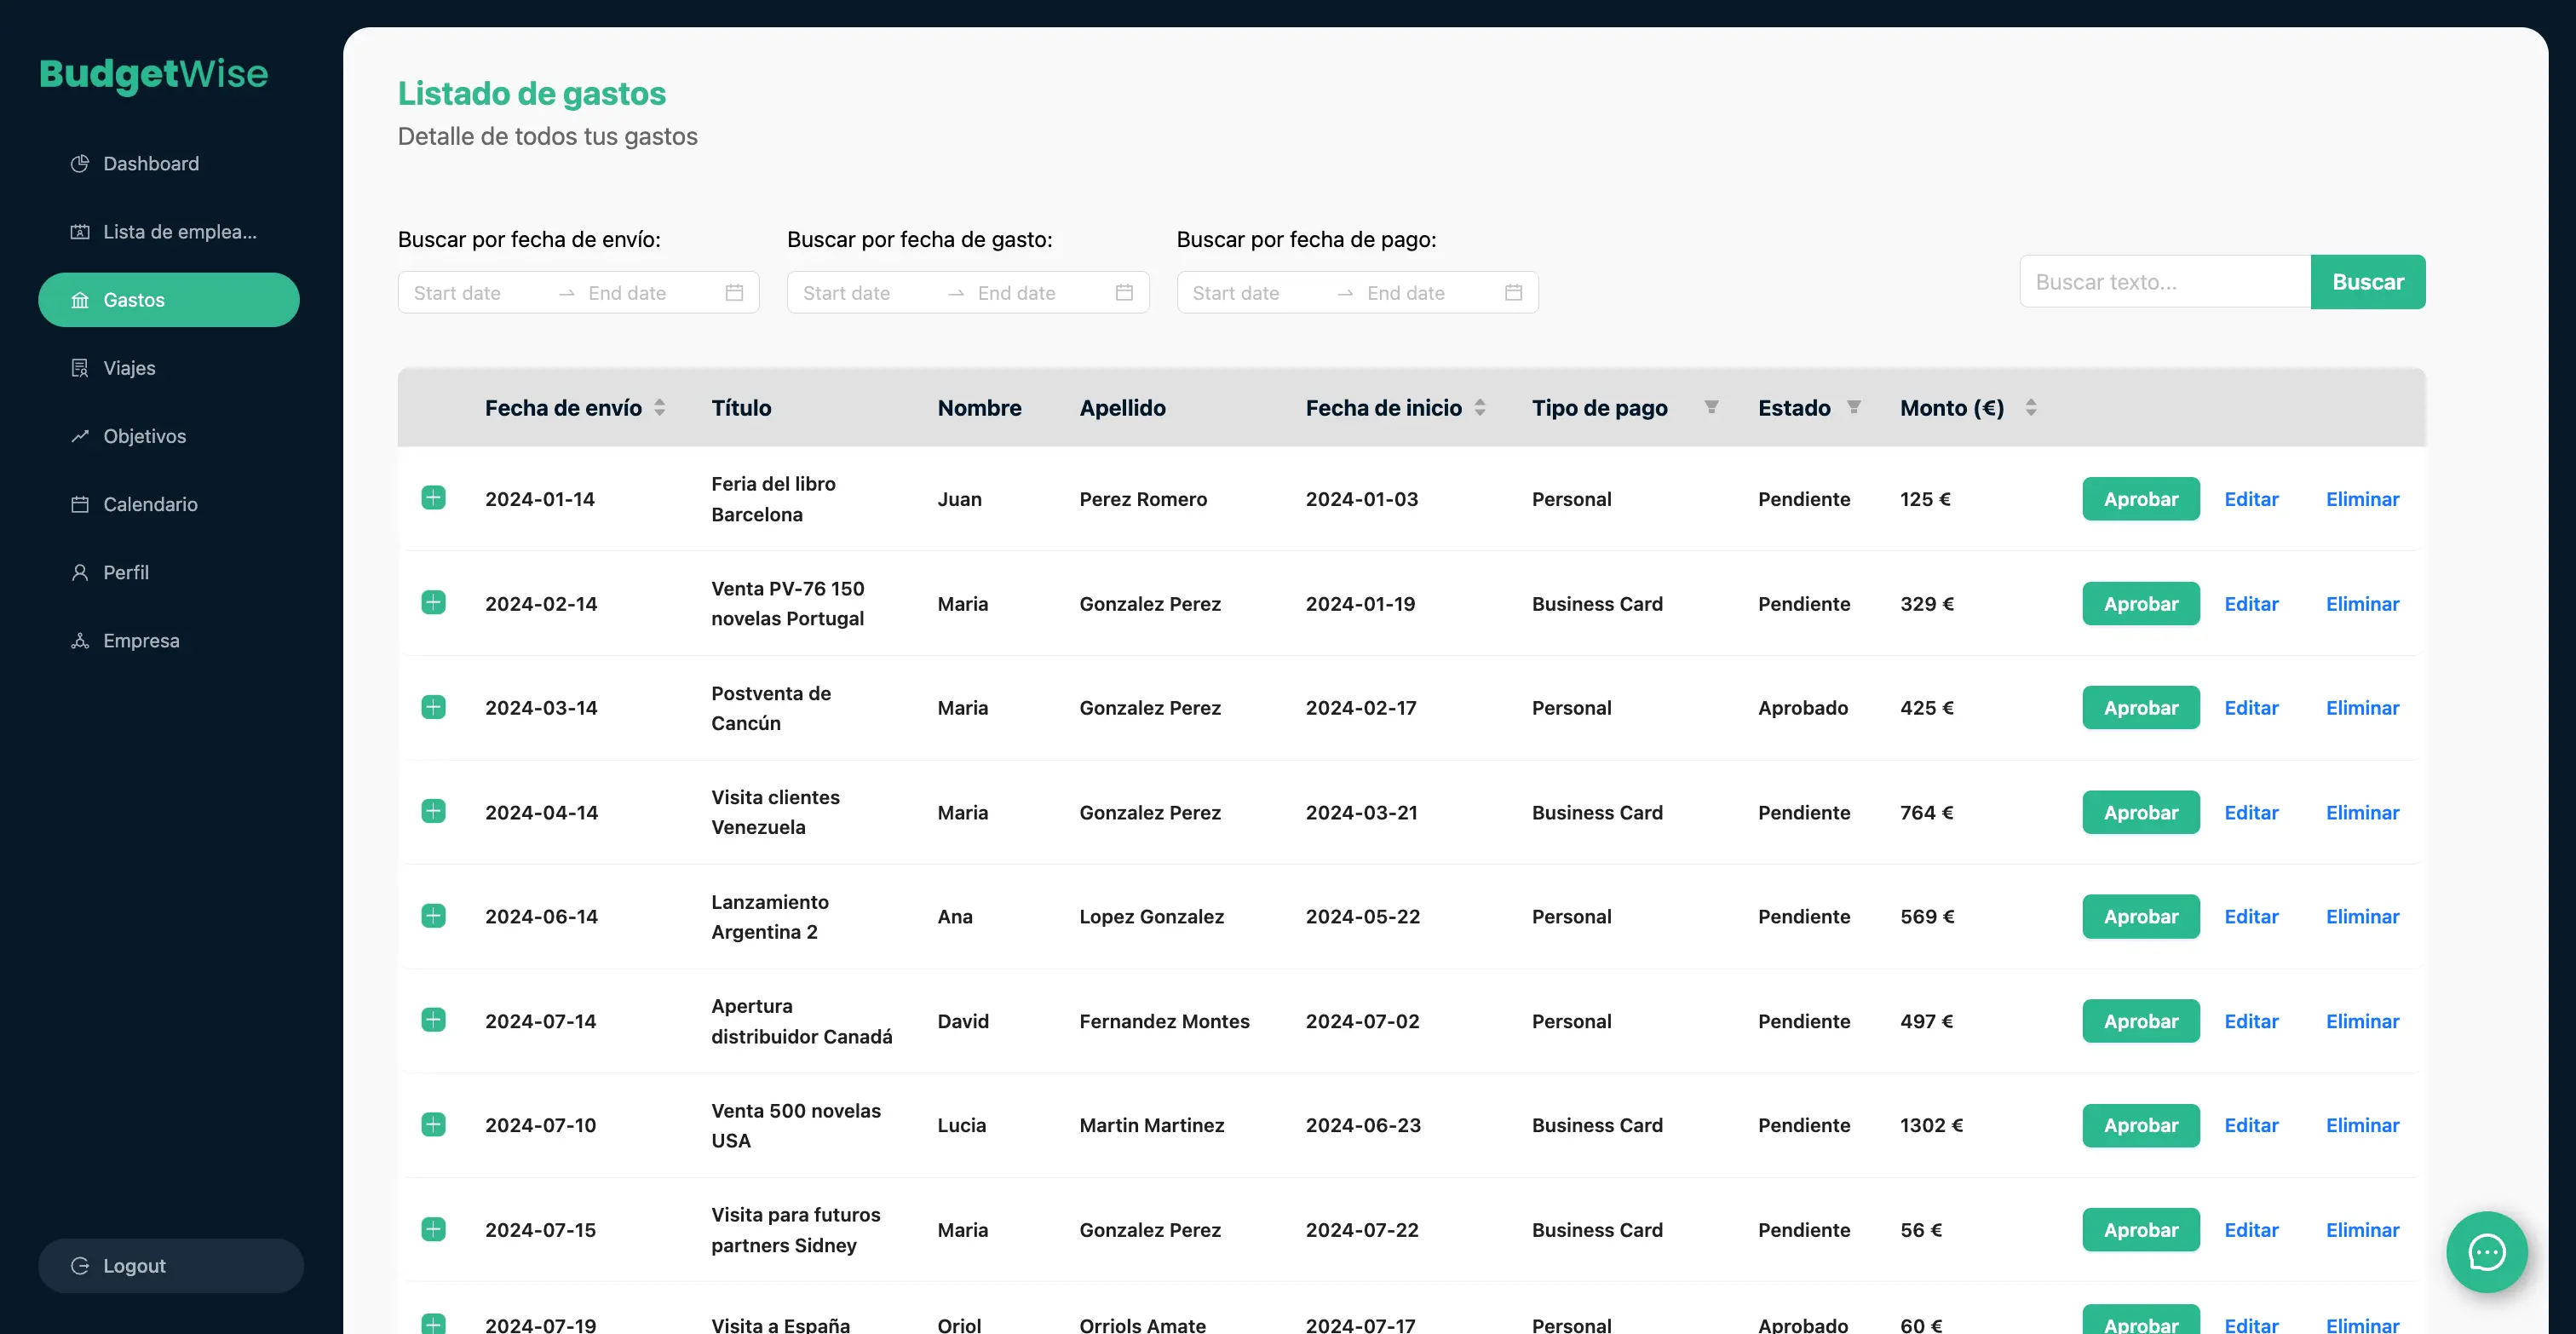 BudgetWise
Dashboard
Lista de emplea...
Gastos
Viajes
Objetivos
Calendario
Perfil
Empresa
Logout
Listado de gastos
Detalle de todos tus gastos
Buscar por fecha de envío: Buscar por fecha de gasto: Buscar por fecha de pago:
Start date → End date Start date → End date Start date → End date Buscar texto... Buscar
Fecha de envío Título Nombre Apellido Fecha de inicio Tipo de pago Estado Monto (€)
Feria del libro
2024-01-14 Juan Perez Romero 2024-01-03 Personal Pendiente 125 € Aprobar Editar Eliminar
Barcelona
Venta PV-76 150
2024-02-14 Maria Gonzalez Perez 2024-01-19 Business Card Pendiente 329 € Aprobar Editar Eliminar
novelas Portugal
Postventa de
2024-03-14 Maria Gonzalez Perez 2024-02-17 Personal Aprobado 425 € Aprobar Editar Eliminar
Cancún
Visita clientes
2024-04-14 Maria Gonzalez Perez 2024-03-21 Business Card Pendiente 764 € Aprobar Editar Eliminar
Venezuela
Lanzamiento
2024-06-14 Ana Lopez Gonzalez 2024-05-22 Personal Pendiente 569 € Aprobar Editar Eliminar
Argentina 2
Apertura
2024-07-14 David Fernandez Montes 2024-07-02 Personal Pendiente 497 € Aprobar Editar Eliminar
distribuidor Canadá
Venta 500 novelas
2024-07-10 Lucia Martin Martinez 2024-06-23 Business Card Pendiente 1302 € Aprobar Editar Eliminar
USA
Visita para futuros
2024-07-15 Maria Gonzalez Perez 2024-07-22 Business Card Pendiente 56 € Aprobar Editar Eliminar
partners Sidney
2024-07-19 Visita a España Oriol Orriols Amate 2024-07-17 Personal Aprobado 60 € Aprobar Editar Eliminar